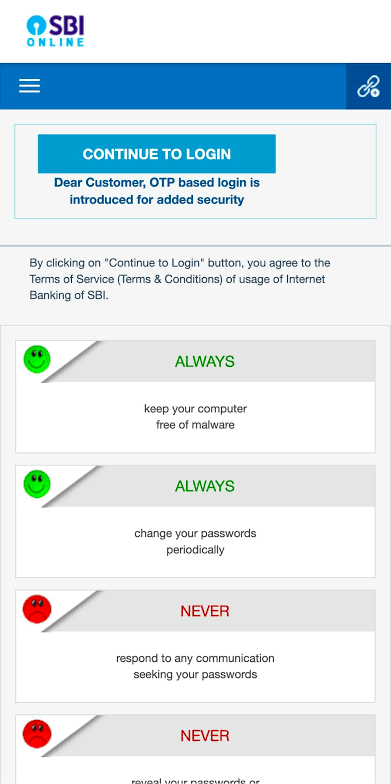 SBI
ONLINE
CONTINUE TO LOGIN
Dear Customer, OTP based login is
introduced for added security
By clicking on "Continue to Login" button, you agree to the
Terms of Service (Terms & Conditions) of usage of Internet
Banking of SBI.
ALWAYS
keep your computer
free of malware
ALWAYS
change your passwords
periodically
NEVER
respond to any communication
seeking your passwords
NEVER
reveal your passwords or